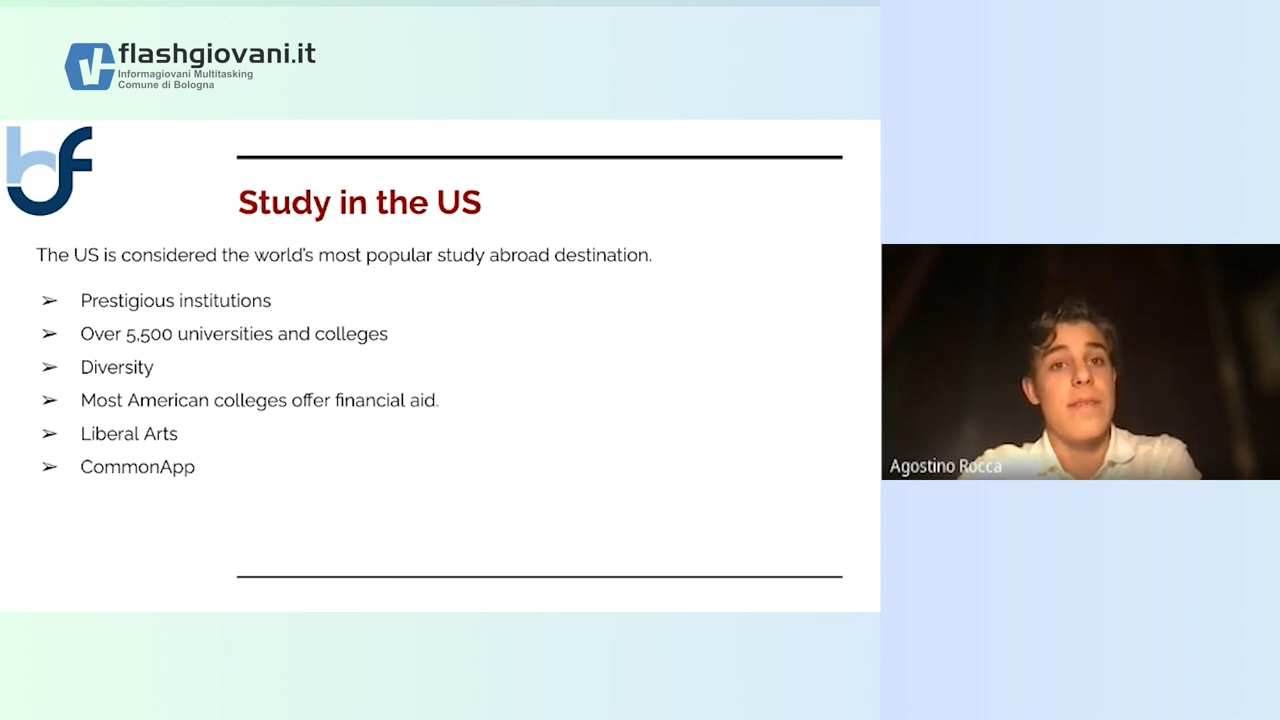 flashgiovani.it
Informagiovani Multitasking
Comune di Bologna
bf
Study in the US
The US is considered the world's most popular study abroad destination.
➢ Prestigious institutions
➢ Over 5,500 universities and colleges
➢ Diversity
➢ Most American colleges offer financial aid.
➢ Liberal Arts
➢ CommonApp
Agostino Rocca